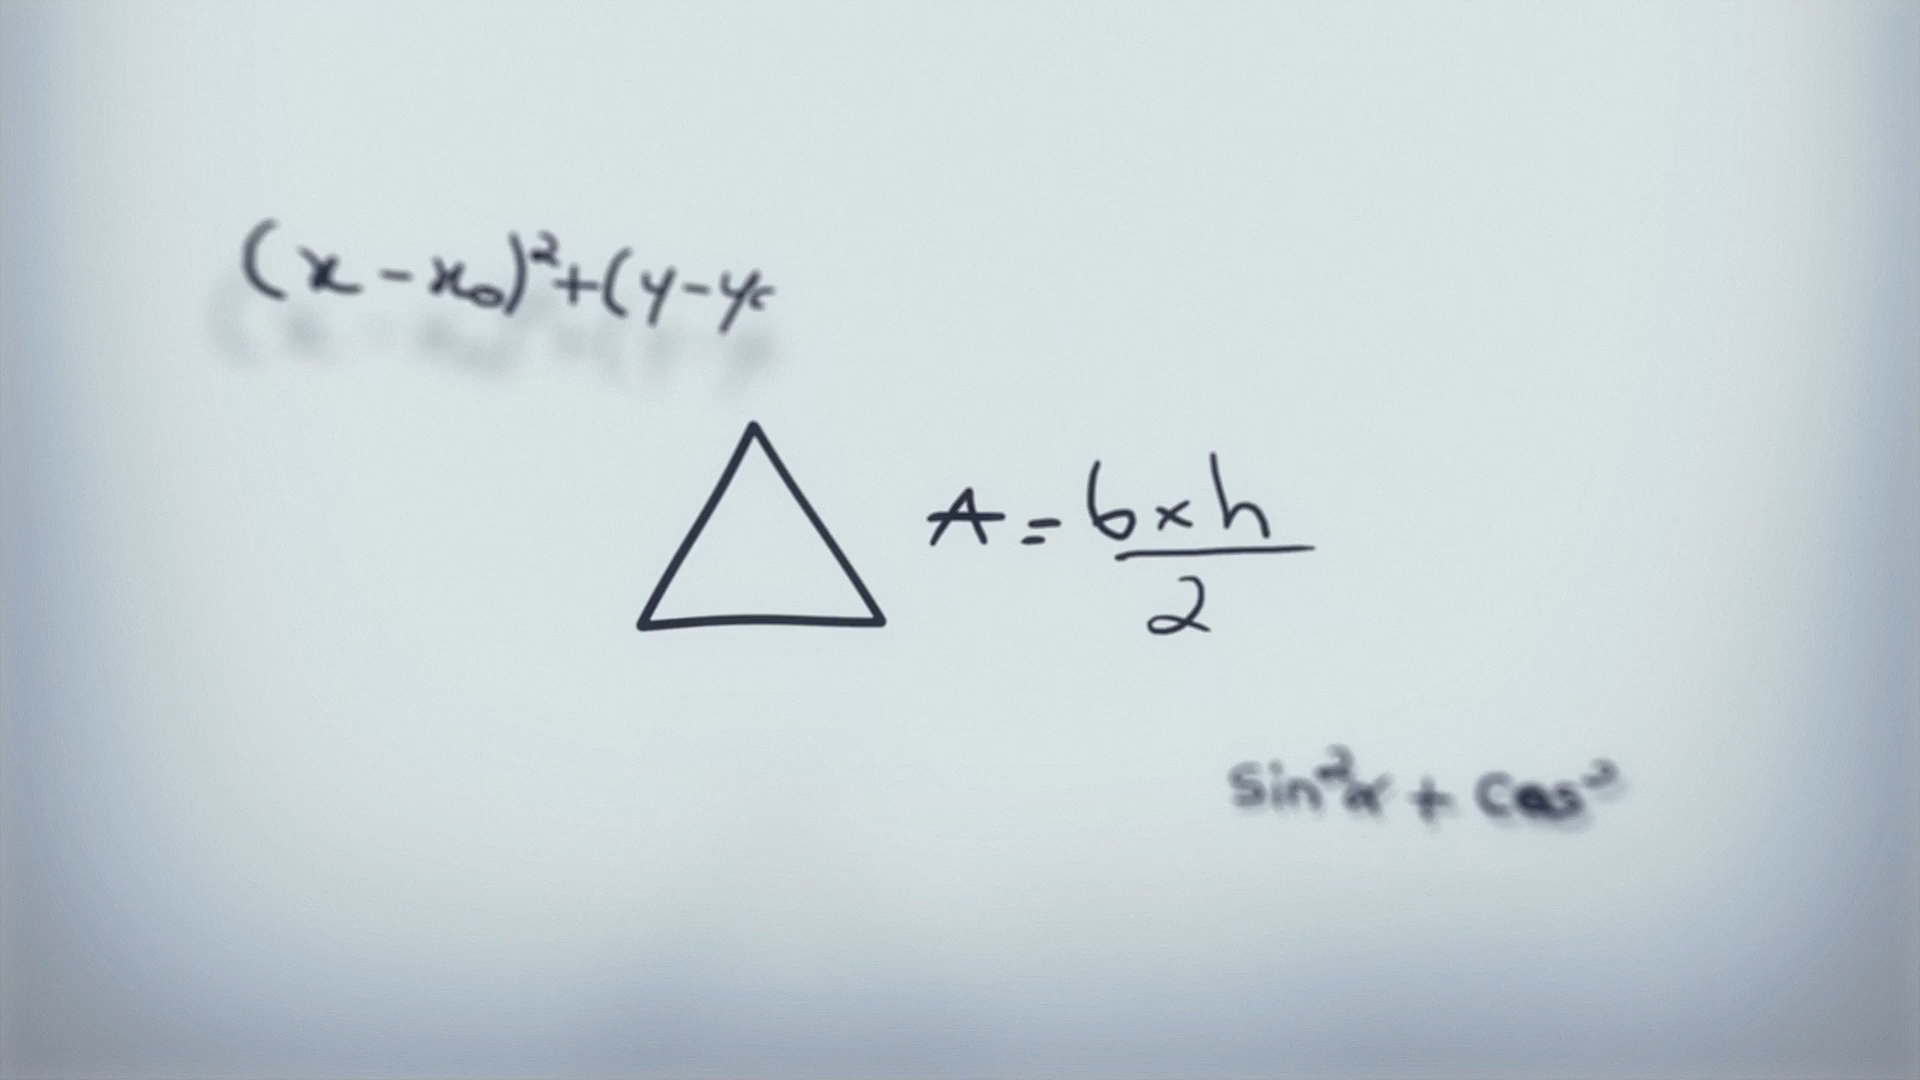 (x - x₀)² + (y - y
A = b x h / 2
sin²x + cos²